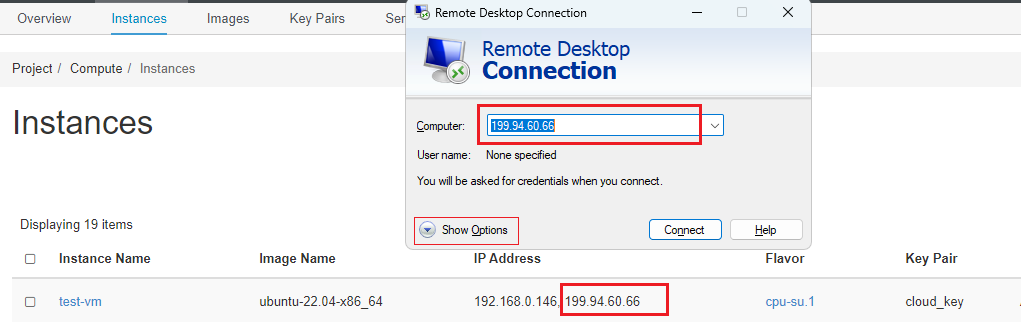 Overview Instances Images Key Pairs Ser
Remote Desktop Connection
Remote Desktop
Connection
Project / Compute / Instances
Instances
Computer: 199.94.60.66
User name: None specified
You will be asked for credentials when you connect.
Show Options Connect Help
Displaying 19 items
Instance Name Image Name IP Address Flavor Key Pair
test-vm ubuntu-22.04-x86_64 192.168.0.146, 199.94.60.66 cpu-su.1 cloud_key